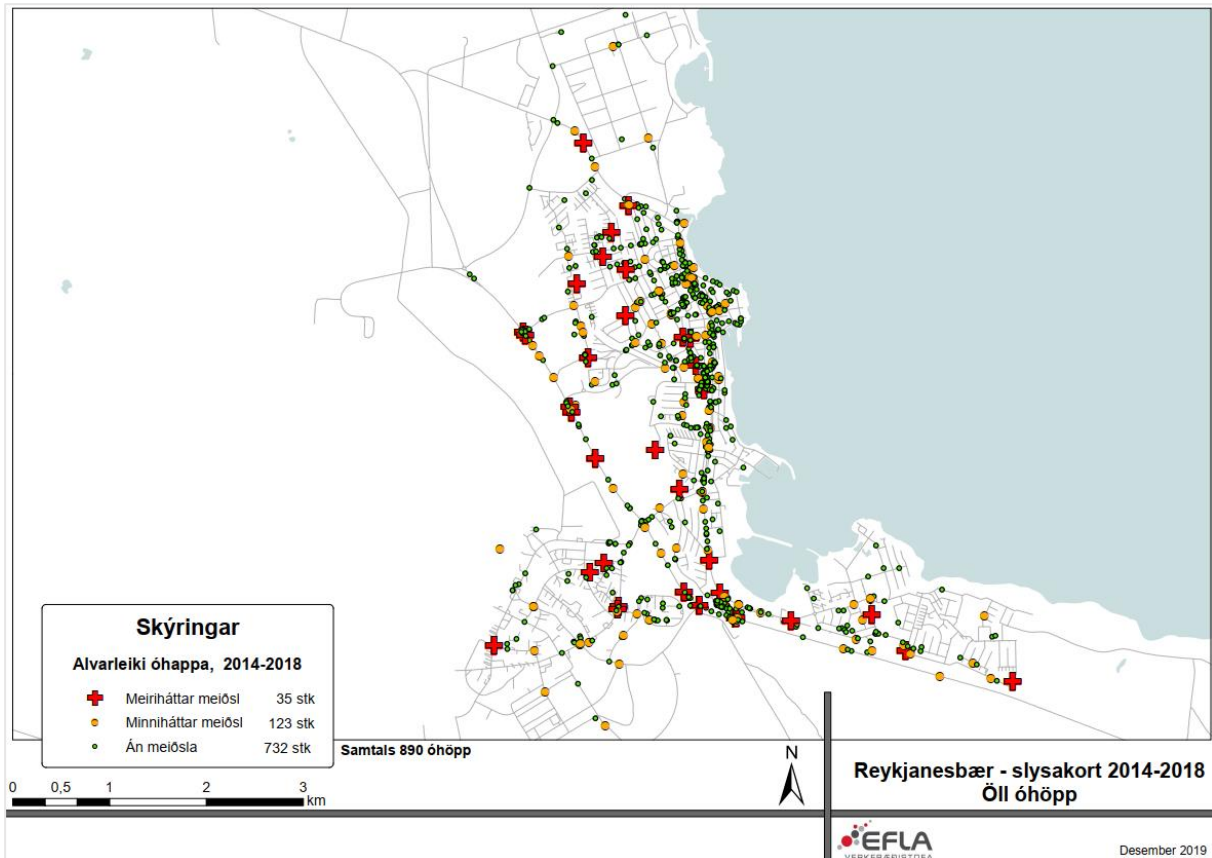 Skýringar
Alvarleiki óhappa, 2014-2018
Meiriháttar meiðsl 35 stk
Minniháttar meiðsl 123 stk
Án meiðsla 732 stk
Samtals 890 óhöpp
0 0,5 1 2 3
km
N
Reykjanesbær - slysakort 2014-2018
Öll óhöpp
EFLA
VERKFRÆÐISTOFA
Desember 2019